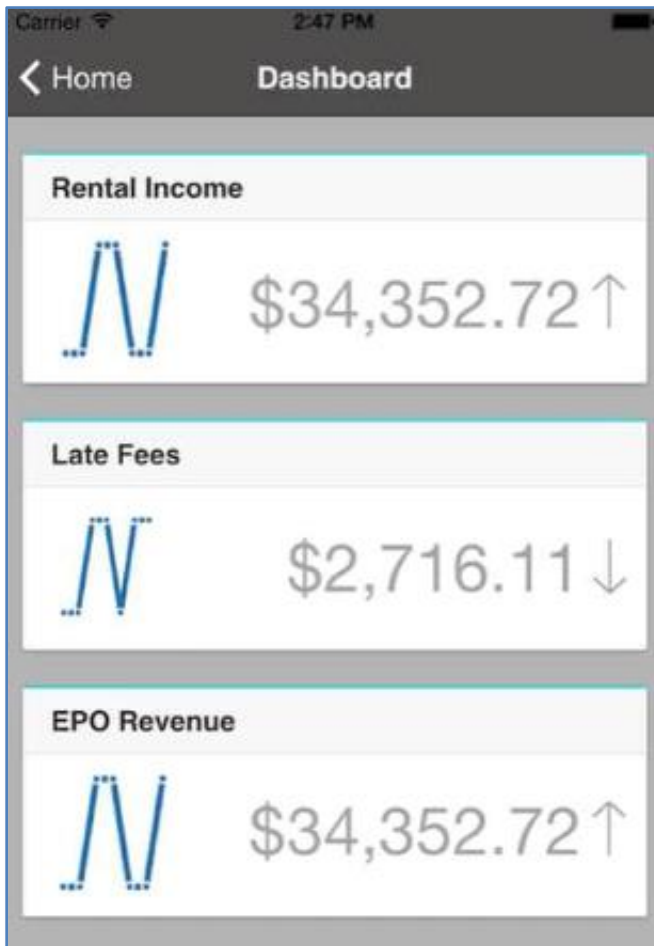 Carrier 2:47 PM
Home Dashboard
Rental Income
$34,352.72↑
Late Fees
$2,716.11↓
EPO Revenue
$34,352.72↑